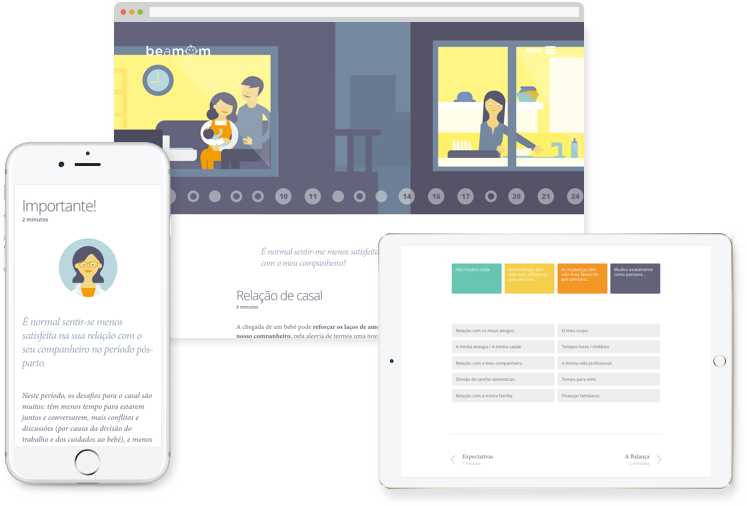 beamom
MENU
10
11
14
16
17
20
21
24
É normal sentir-me menos satisfeita
com o meu companheiro?
Relação de casal
3 minutos
A chegada de um bebé pode reforçar os laços de amo
nosso companheiro, pela alegria de termos uma nova
Importante!
2 minutos
É normal sentir-se menos
satisfeita na sua relação com o
seu companheiro no período pós-
parto.
Neste período, os desafios para o casal são
muitos: têm menos tempo para estarem
juntos e conversarem, mais conflitos e
discussões (por causa da divisão do
trabalho e dos cuidados ao bebé), e menos
Não mudou nada
As mudanças têm
sido mais difíceis do
que pensava...
As mudanças têm
sido mais fáceis do
que pensava...
Mudou exatamente
como pensava...
Relação com os meus amigos.
O meu corpo.
A minha energia / A minha saúde
Tempos livres / Hobbies
Relação com o meu companheiro.
A minha vida profissional.
Divisão de tarefas domésticas.
Tempo para mim.
Relação com a minha família.
Finanças familiares.
Expectativas
1 minuto
A Balança
2 minutos